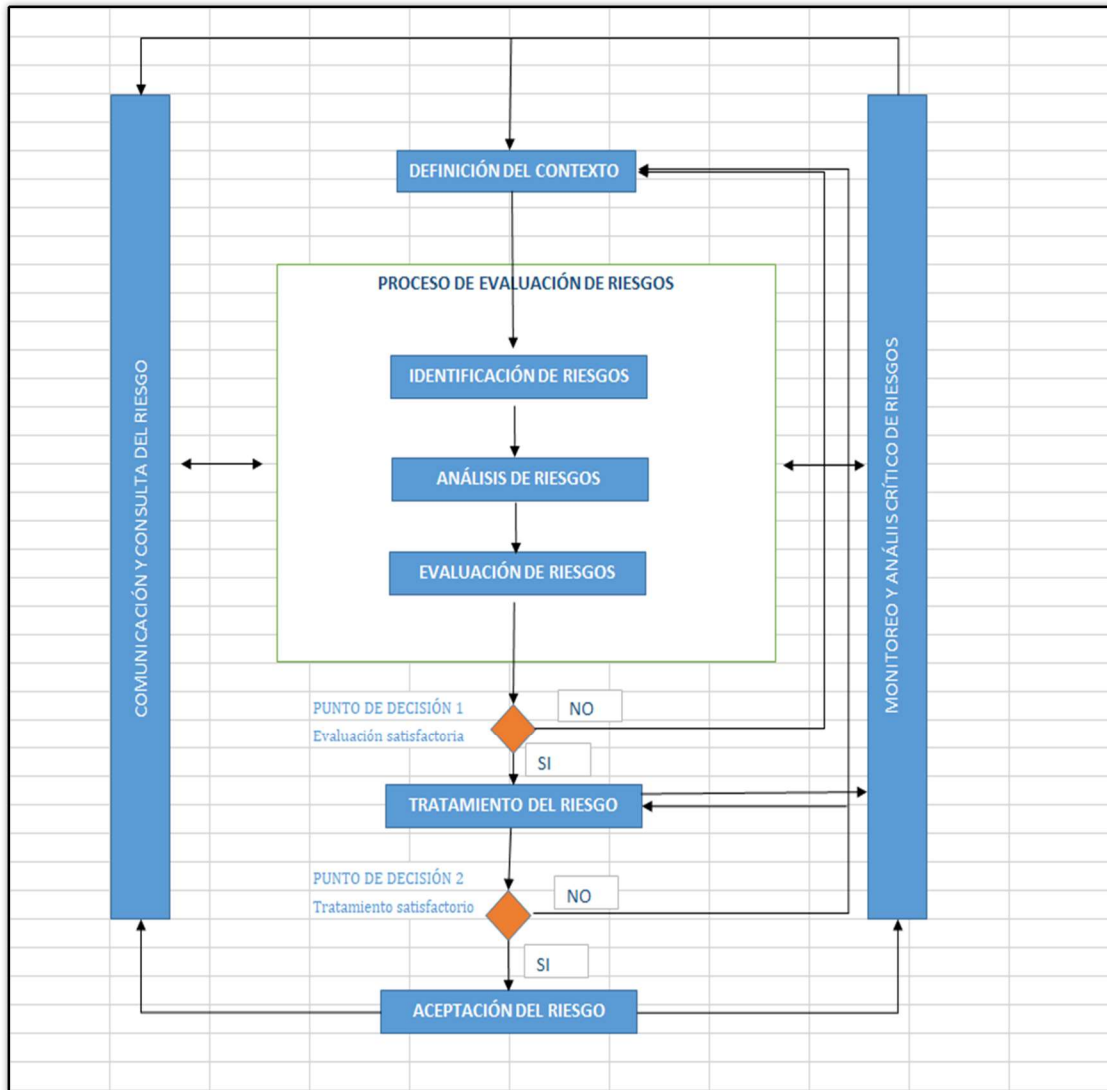 DEFINICIÓN DEL CONTEXTO
PROCESO DE EVALUACIÓN DE RIESGOS
IDENTIFICACIÓN DE RIESGOS
ANÁLISIS DE RIESGOS
EVALUACIÓN DE RIESGOS
COMUNICACIÓN Y CONSULTA DEL RIESGO
MONITOREO Y ANÁLIIS CRÍTICO DE RIESGOS
PUNTO DE DECISIÓN 1
Evaluación satisfactoria
NO
SI
TRATAMIENTO DEL RIESGO
PUNTO DE DECISIÓN 2
Tratamiento satisfactorio
NO
SI
ACEPTACIÓN DEL RIESGO